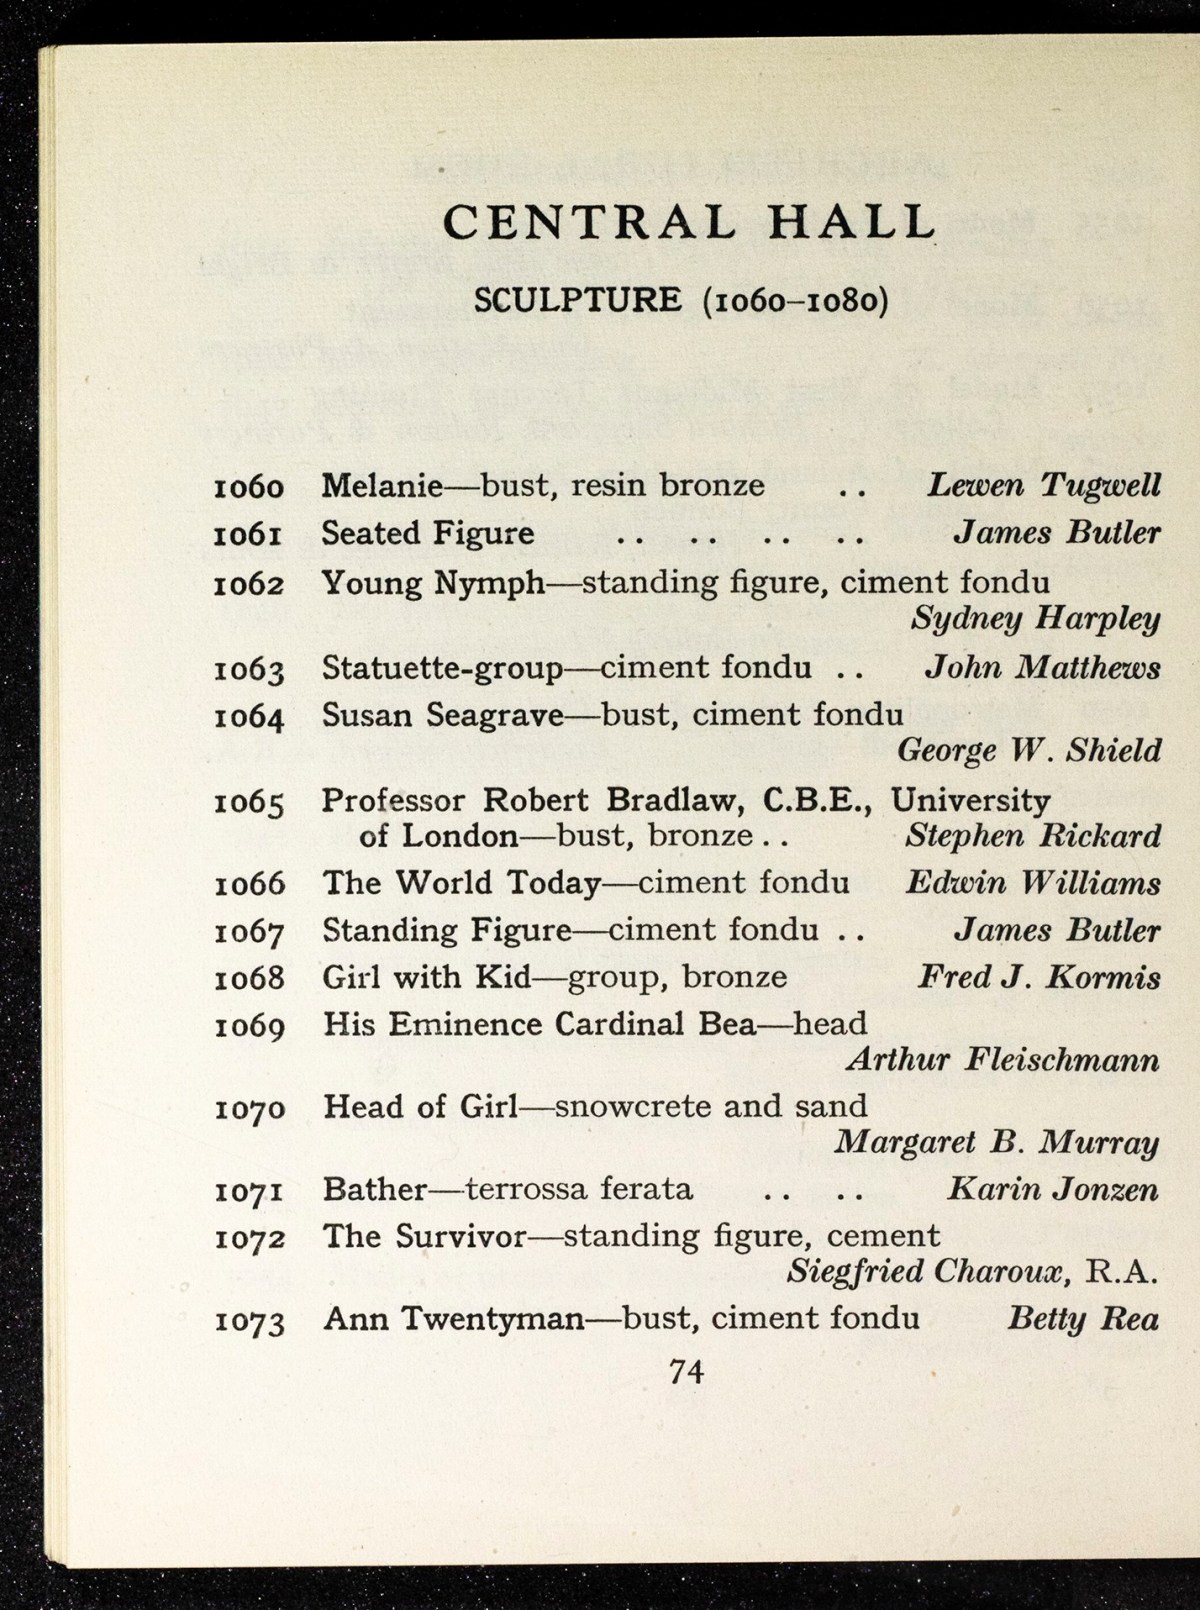 CENTRAL HALL
SCULPTURE (1060–1080)
1060 Melanie—bust, resin bronze .. Lewen Tugwell
1061 Seated Figure .. .. .. .. James Butler
1062 Young Nymph—standing figure, ciment fondu
Sydney Harpley
1063 Statuette-group—ciment fondu .. John Matthews
1064 Susan Seagrave—bust, ciment fondu
George W. Shield
1065 Professor Robert Bradlaw, C.B.E., University
of London—bust, bronze .. Stephen Rickard
1066 The World Today—ciment fondu Edwin Williams
1067 Standing Figure—ciment fondu .. James Butler
1068 Girl with Kid—group, bronze Fred J. Kormis
1069 His Eminence Cardinal Bea—head
Arthur Fleischmann
1070 Head of Girl—snowcrete and sand
Margaret B. Murray
1071 Bather—terrossa ferata .. .. Karin Jonzen
1072 The Survivor—standing figure, cement
Siegfried Charoux, R.A.
1073 Ann Twentyman—bust, ciment fondu Betty Rea
74